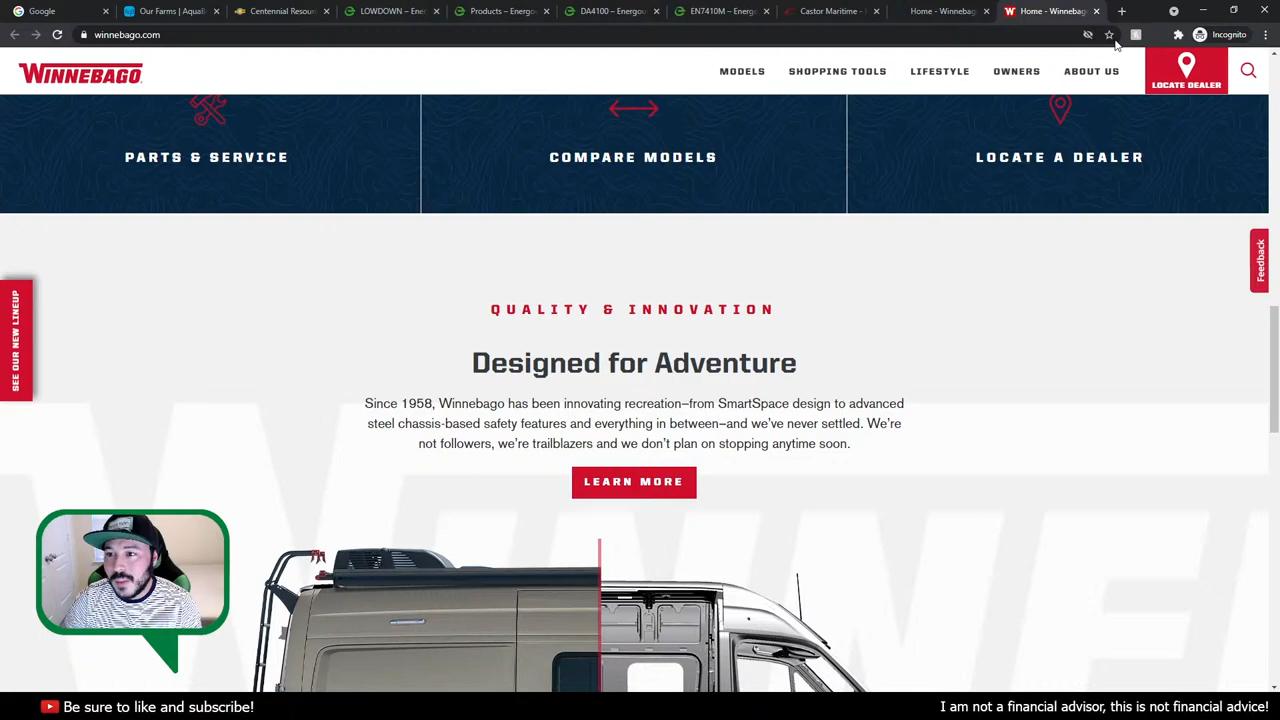 Google
Our Farms | AquaB
Centennial Resour
LOWDOWN – Ener
Products – Energou
DA4100 – Energou
EN7410M – Energo
Castor Maritime –
Home - Winnebag
Home - Winnebag
winnebago.com
Incognito
WINNEBAGO
MODELS
SHOPPING TOOLS
LIFESTYLE
OWNERS
ABOUT US
LOCATE DEALER
PARTS & SERVICE
COMPARE MODELS
LOCATE A DEALER
Feedback
SEE OUR NEW LINEUP
QUALITY & INNOVATION
Designed for Adventure
Since 1958, Winnebago has been innovating recreation–from SmartSpace design to advanced
steel chassis-based safety features and everything in between–and we've never settled. We're
not followers, we're trailblazers and we don't plan on stopping anytime soon.
LEARN MORE
Be sure to like and subscribe!
I am not a financial advisor, this is not financial advice!